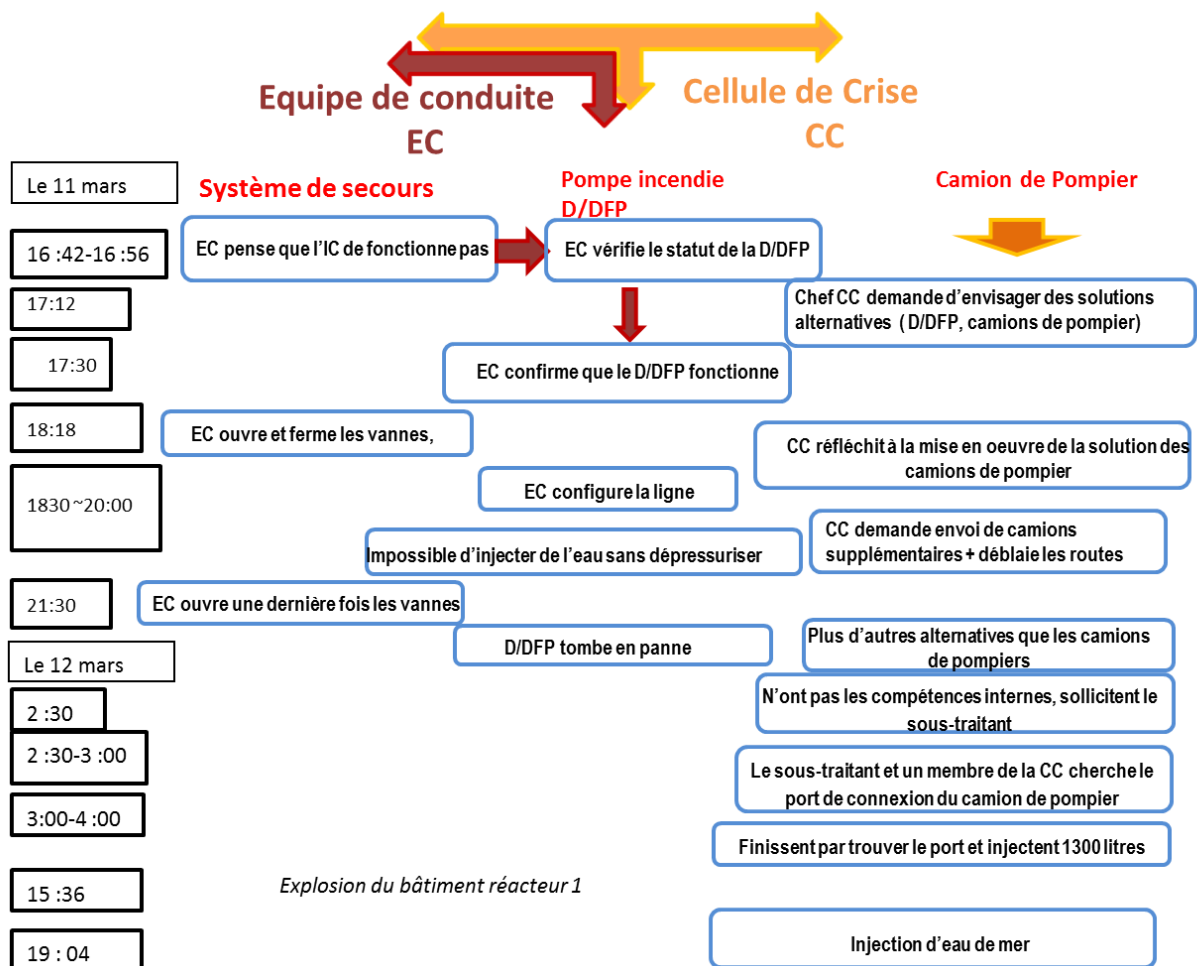 Equipe de conduite
EC
Cellule de Crise
CC
Le 11 mars
Système de secours
Pompe incendie
D/DFP
Camion de Pompier
16 :42-16 :56
EC pense que l'IC de fonctionne pas
EC vérifie le statut de la D/DFP
17:12
Chef CC demande d'envisager des solutions
alternatives ( D/DFP, camions de pompier)
17:30
EC confirme que le D/DFP fonctionne
18:18
EC ouvre et ferme les vannes,
CC réfléchit à la mise en oeuvre de la solution des
camions de pompier
1830 ~20:00
EC configure la ligne
CC demande envoi de camions
supplémentaires + déblaie les routes
Impossible d'injecter de l'eau sans dépressuriser
21:30
EC ouvre une dernière fois les vannes
D/DFP tombe en panne
Plus d'autres alternatives que les camions
de pompiers
Le 12 mars
2 :30
N'ont pas les compétences internes, sollicitent le
sous-traitant
2 :30-3 :00
Le sous-traitant et un membre de la CC cherche le
port de connexion du camion de pompier
3:00-4 :00
Finissent par trouver le port et injectent 1300 litres
15 :36
Explosion du bâtiment réacteur 1
19 : 04
Injection d'eau de mer